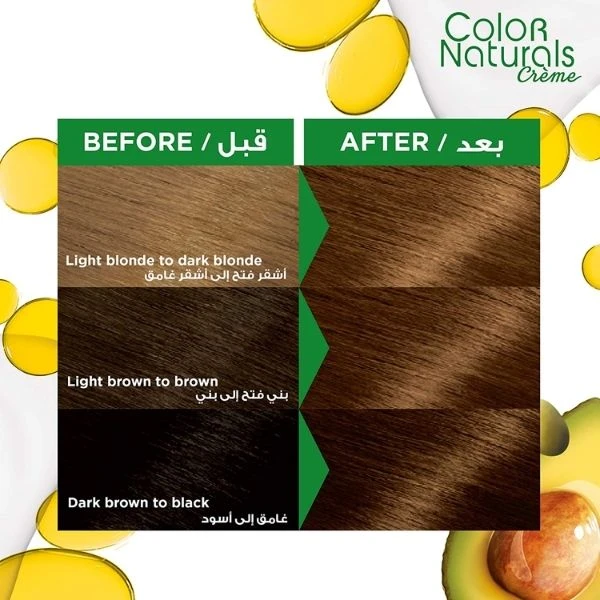 Color
Naturals
Crème
BEFORE / قبل
AFTER / بعد
Light blonde to dark blonde
أشقر فتح إلى أشقر غامق
Light brown to brown
بني فتح إلى بني
Dark brown to black
غامق إلى أسود